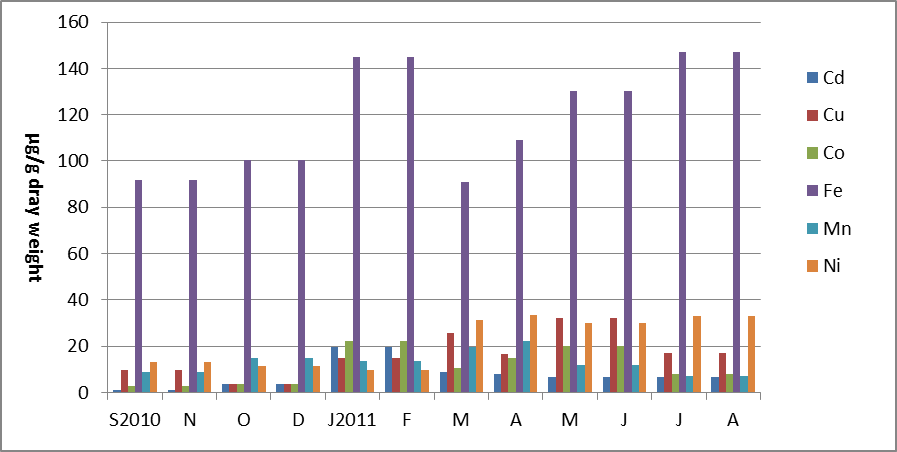 160
140
120
100
80
60
40
20
0
µg/g dray weight
S2010 N O D J2011 F M A M J J A
Cd
Cu
Co
Fe
Mn
Ni